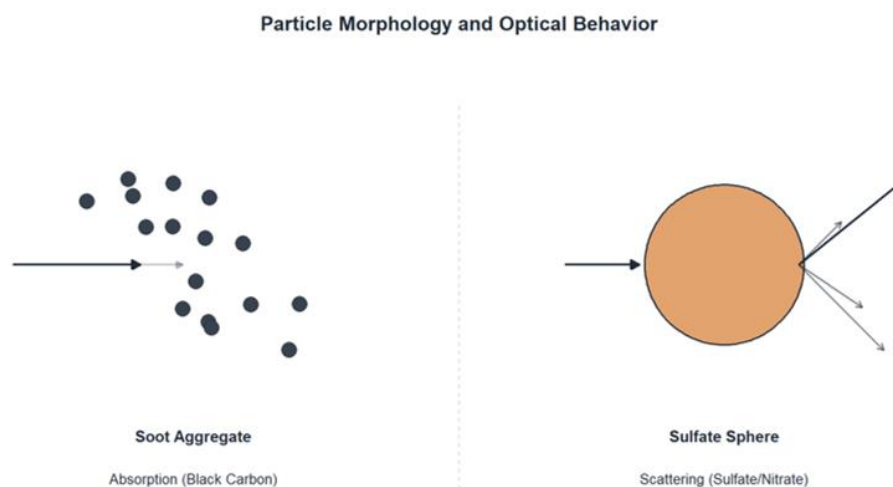 Particle Morphology and Optical Behavior
Soot Aggregate
Absorption (Black Carbon)
Sulfate Sphere
Scattering (Sulfate/Nitrate)